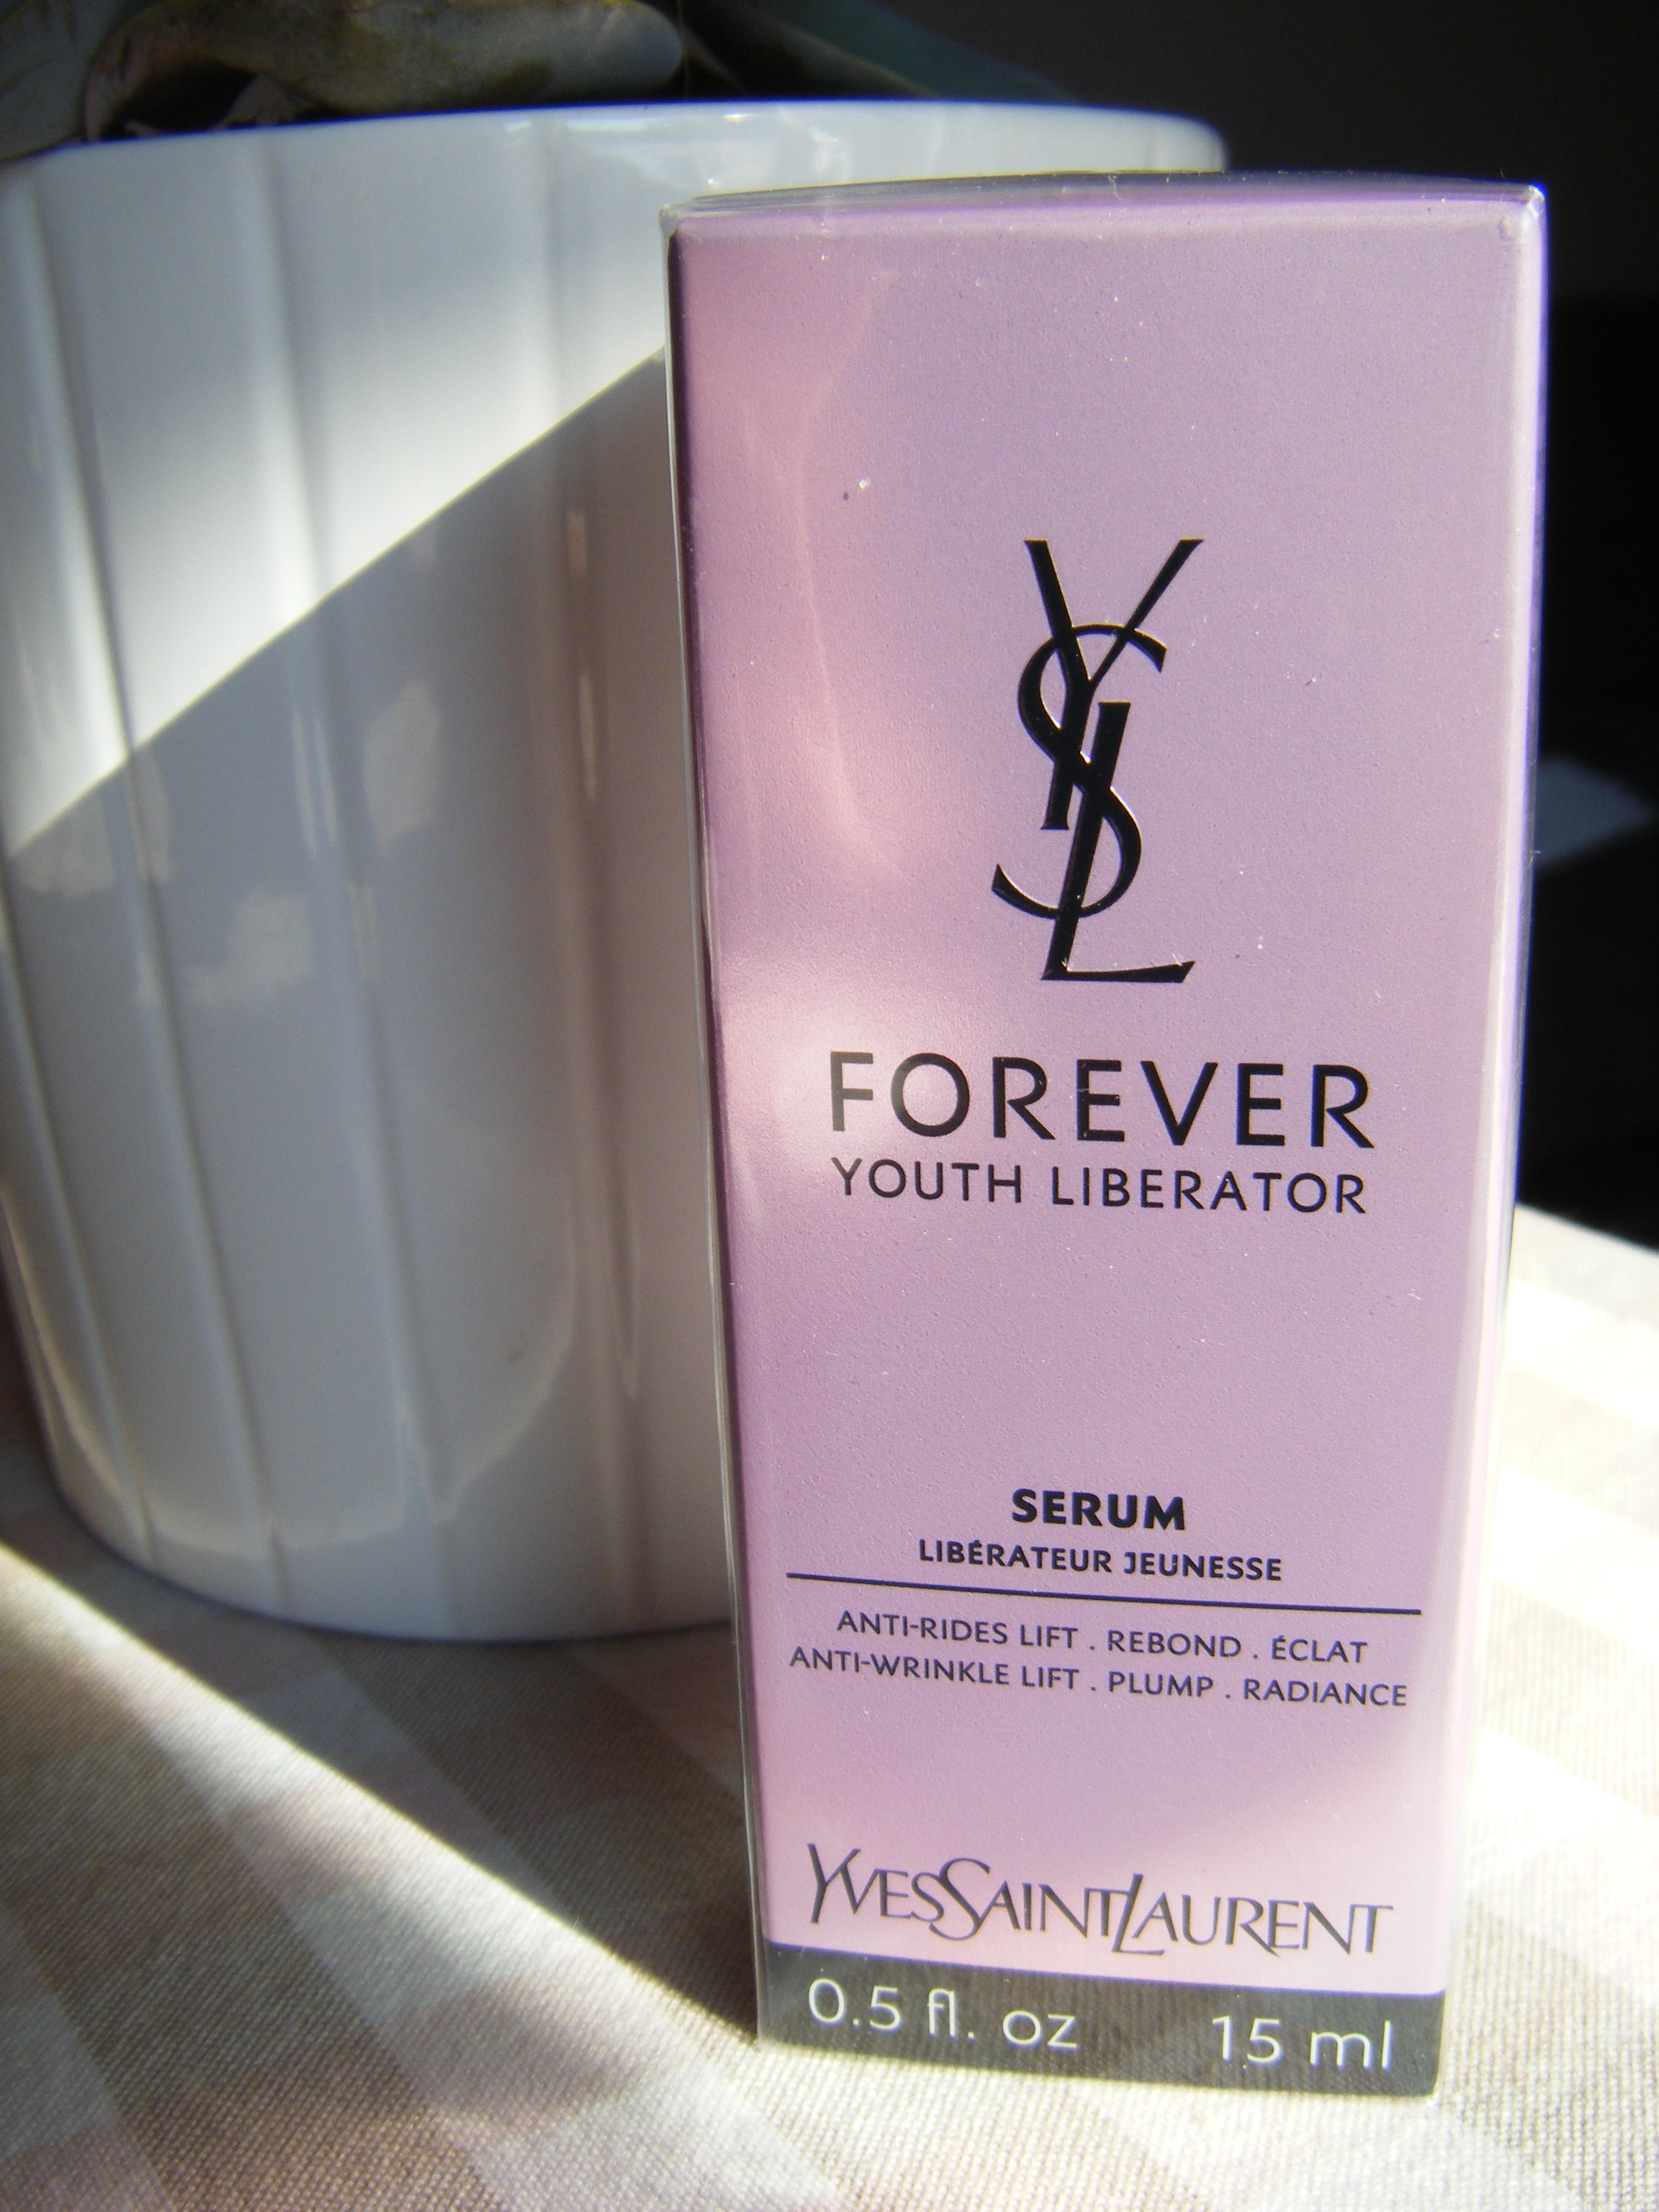 YSL
FOREVER
YOUTH LIBERATOR
SERUM
LIBÉRATEUR JEUNESSE
ANTI-RIDES LIFT . REBOND . ÉCLAT
ANTI-WRINKLE LIFT . PLUMP . RADIANCE
YVESSAINTLAURENT
0.5 fl. oz 15 ml